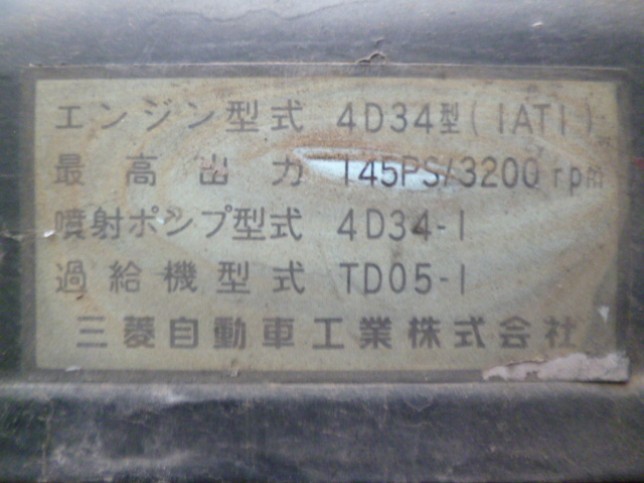 エンジン型式 4D34型(1AT1)
最高出力 145PS/3200rpm
噴射ポンプ型式 4D34-1
過給機型式 TD05-1
三菱自動車工業株式会社